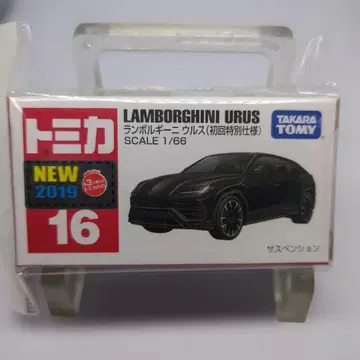 LAMBORGHINI URUS
ランボルギーニ ウルス(初回特別仕様)
SCALE 1/66
TAKARA
TOMY
トミカ
NEW
2019
16
サスペンション